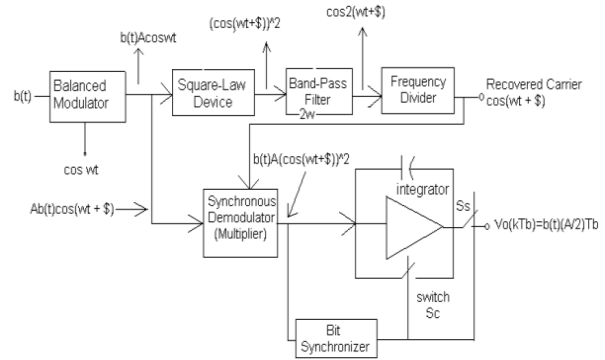 b(t)Acoswt
(cos(wt+$))^2
cos2(wt+$)
b(t)
Balanced
Modulator
Square-Law
Device
Band-Pass
Filter
2w
Frequency
Divider
Recovered Carrier
cos(wt + $)
cos wt
b(t)A(cos(wt+$))^2
Ab(t)cos(wt + $)
Synchronous
Demodulator
(Multiplier)
integrator
Ss
Vo(kTb)=b(t)(A/2)Tb
switch
Sc
Bit
Synchronizer